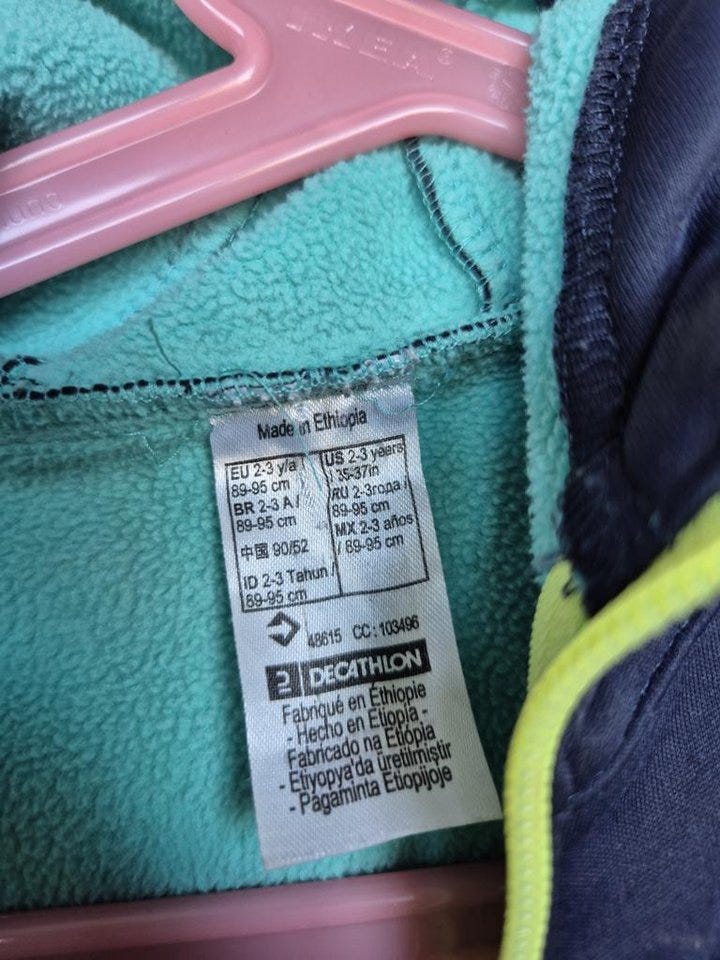 IKEA®
Made in Ethiopia
EU 2-3 y/a /
89-95 cm
BR 2-3 A /
89-95 cm
中国 90/52
ID 2-3 Tahun /
89-95 cm
US 2-3 years
/ 35-37in
RU 2-3года /
89-95 cm
MX 2-3 años
/ 89-95 cm
48615 CC: 103496
2 DECATHLON
Fabriqué en Éthiopie
- Hecho en Etiopía -
Fabricado na Etiópia
- Etiyopya'da üretilmiştir
- Pagaminta Etiopijoje